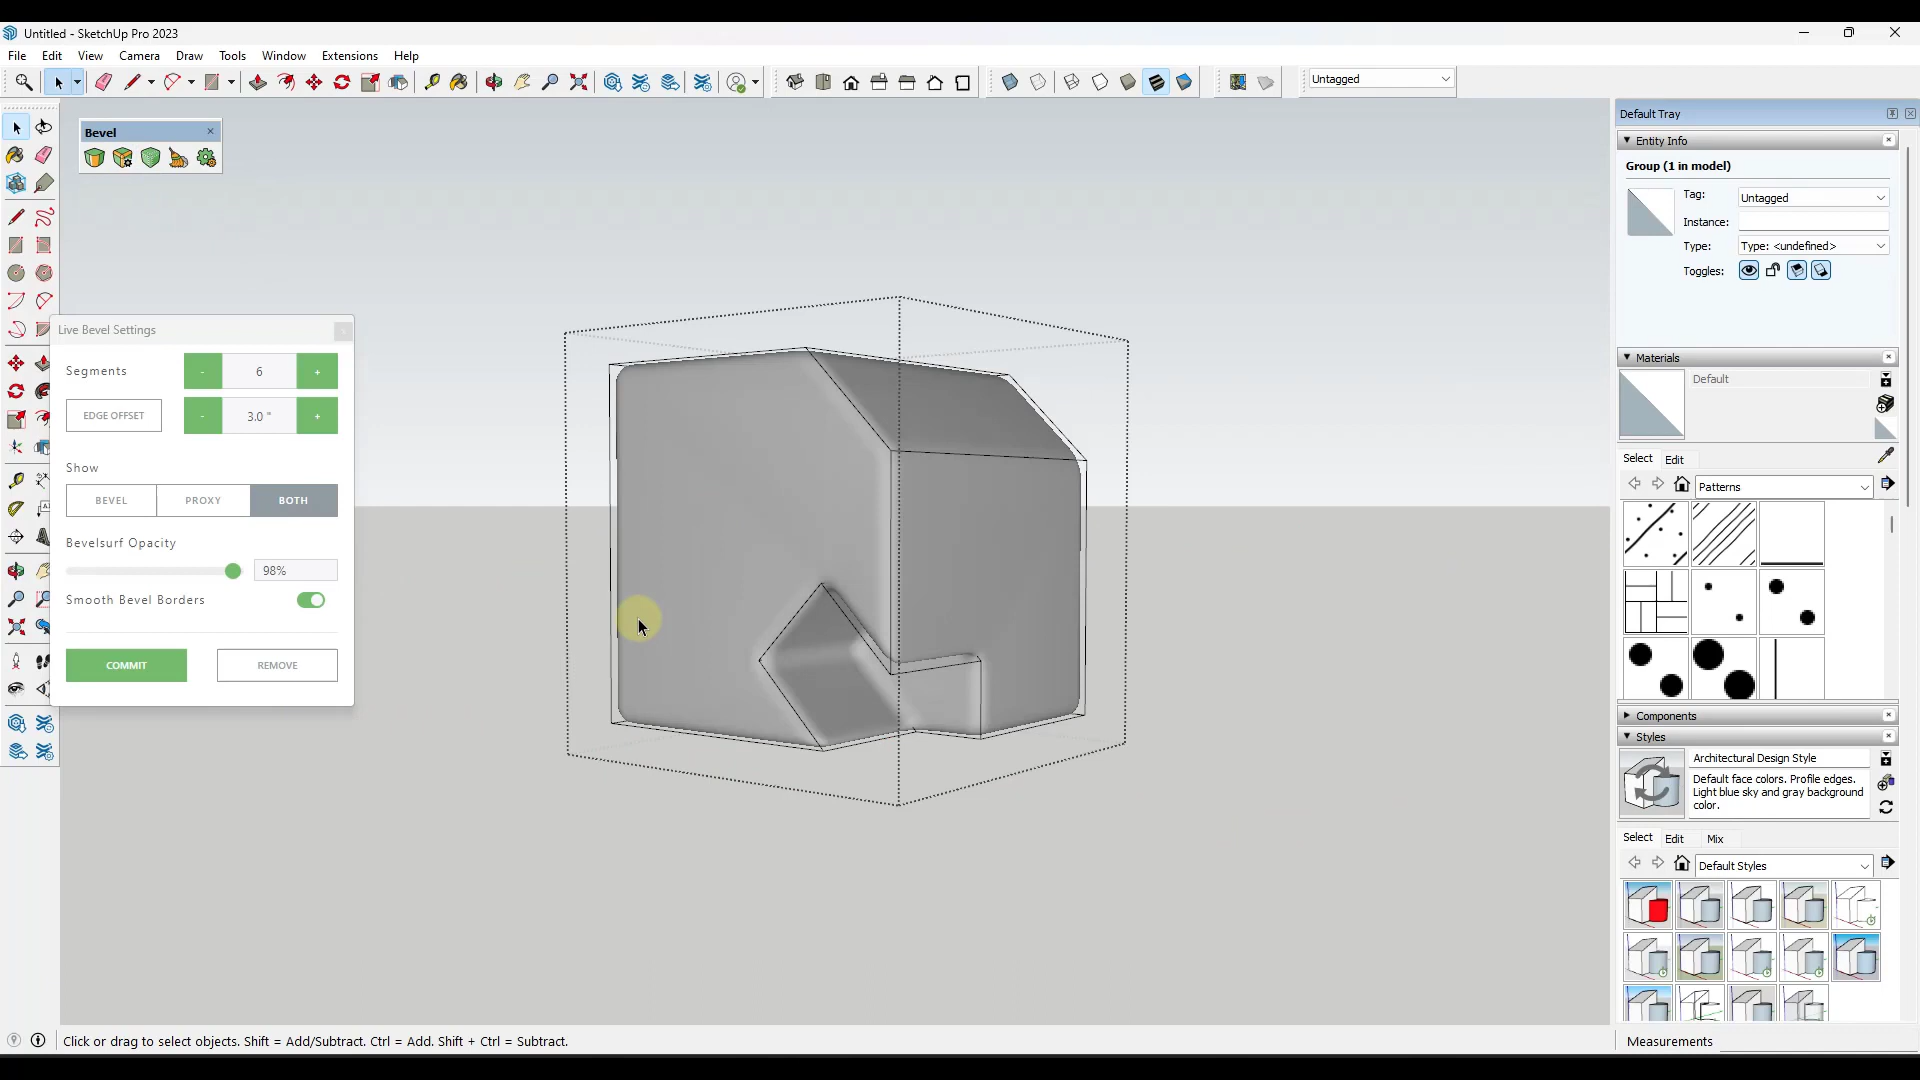 Untitled - SketchUp Pro 2023
File Edit View Camera Draw Tools Window Extensions Help
Untagged
Bevel
Live Bevel Settings
Segments - 6 +
EDGE OFFSET - 3.0 " +
Show
BEVEL PROXY BOTH
Bevelsurf Opacity
98%
Smooth Bevel Borders
COMMIT REMOVE
Default Tray
Entity Info
Group (1 in model)
Tag: Untagged
Instance:
Type: Type: <undefined>
Toggles:
Materials
Default
Select Edit
Patterns
Components
Styles
Architectural Design Style
Default face colors. Profile edges.
Light blue sky and gray background
color.
Select Edit Mix
Default Styles
Click or drag to select objects. Shift = Add/Subtract. Ctrl = Add. Shift + Ctrl = Subtract.
Measurements